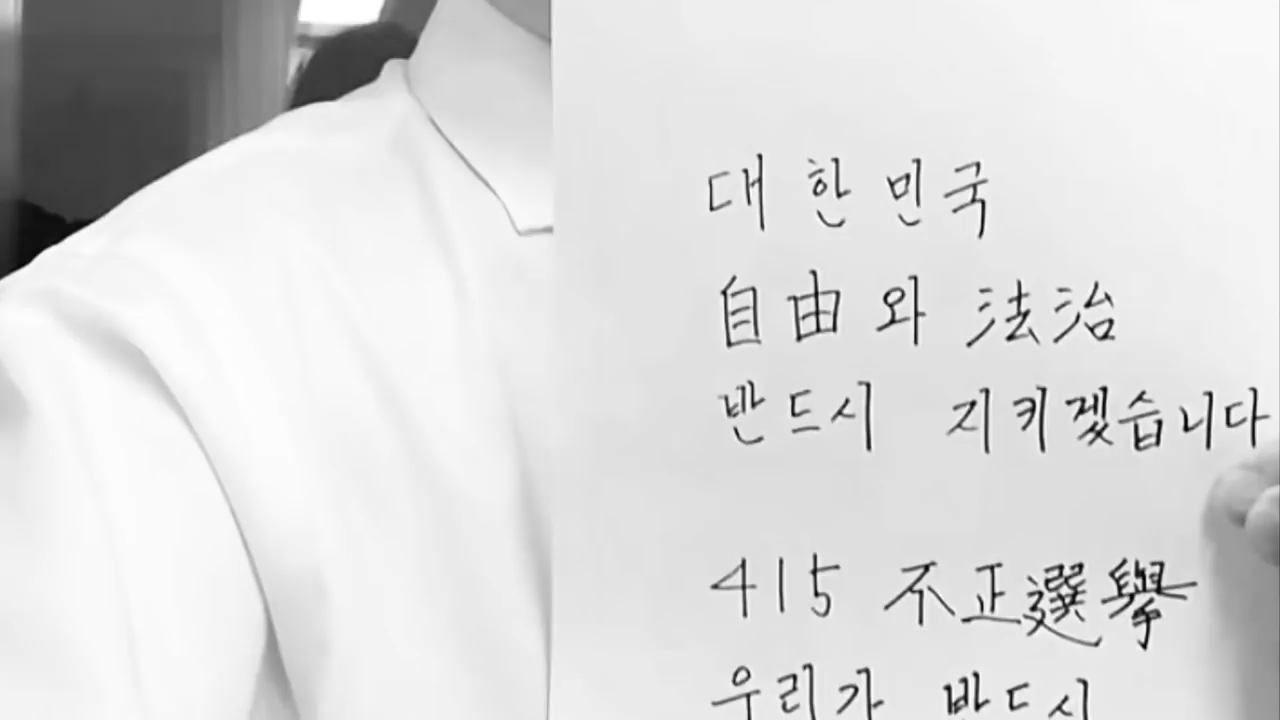 대한민국
自由와 法治
반드시 지키겠습니다
415 不正選擧
우리가 반드시